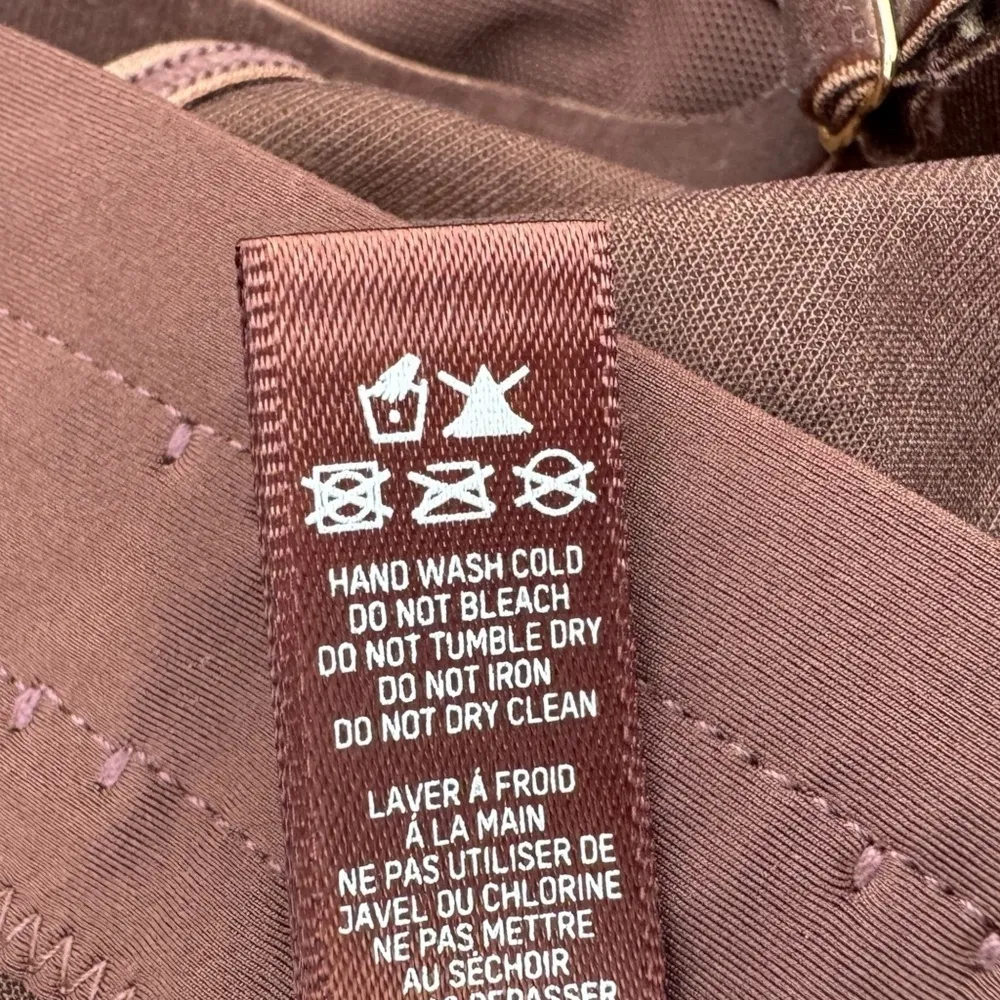 HAND WASH COLD
DO NOT BLEACH
DO NOT TUMBLE DRY
DO NOT IRON
DO NOT DRY CLEAN
LAVER Á FROID
Á LA MAIN
NE PAS UTILISER DE
JAVEL OU CHLORINE
NE PAS METTRE
AU SÉCHOIR
DEPASSER